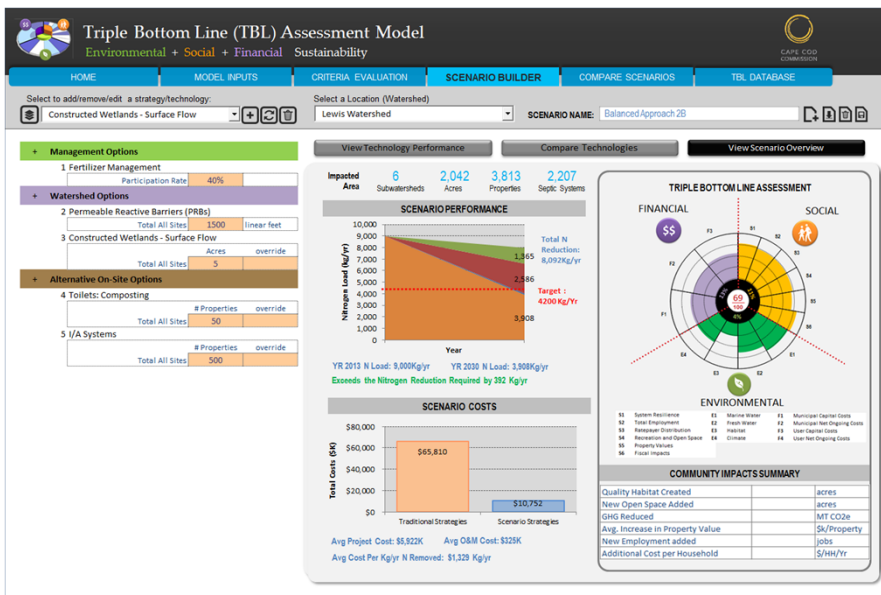 Triple Bottom Line (TBL) Assessment Model
Environmental + Social + Financial Sustainability
CAPE COD
COMMISSION
HOME MODEL INPUTS CRITERIA EVALUATION SCENARIO BUILDER COMPARE SCENARIOS TBL DATABASE
Select to add/remove/edit a strategy/technology:
Constructed Wetlands - Surface Flow
Select a Location (Watershed)
Lewis Watershed
SCENARIO NAME: Balanced Approach 2B
+ Management Options
1 Fertilizer Management
Participation Rate 40%
+ Watershed Options
2 Permeable Reactive Barriers (PRBs)
Total All Sites 1500 linear feet
3 Constructed Wetlands - Surface Flow
Acres override
Total All Sites 5
+ Alternative On-Site Options
4 Toilets: Composting
# Properties override
Total All Sites 50
5 I/A Systems
# Properties override
Total All Sites 500
View Technology Performance Compare Technologies View Scenario Overview
Impacted Area
6 Subwatersheds
2,042 Acres
3,813 Properties
2,207 Septic Systems
SCENARIO PERFORMANCE
Nitrogen Load (kg/yr)
10,000
9,000
8,000
7,000
6,000
5,000
4,000
3,000
2,000
1,000
0
2,586
3,908
Total N
Reduction:
8,092Kg/yr
Target :
4200 Kg/Yr
Year
YR 2013 N Load: 9,000Kg/yr YR 2030 N Load: 3,908Kg/yr
Exceeds the Nitrogen Reduction Required by 392 Kg/yr
SCENARIO COSTS
Total Costs ($K)
$80,000
$60,000
$40,000
$20,000
$0
$65,810
$10,752
Traditional Strategies Scenario Strategies
Avg Project Cost: $5,922K Avg O&M Cost: $325K
Avg Cost Per Kg/yr N Removed: $1,329 Kg/yr
TRIPLE BOTTOM LINE ASSESSMENT
FINANCIAL
$$
SOCIAL
F3 S1
F2
F1
S5
S6
E4 E1
E3 E2
69
100
4%
ENVIRONMENTAL
S1 System Resilience E1 Marine Water F1 Municipal Capital Costs
S2 Total Employment E2 Fresh Water F2 Municipal Net Ongoing Costs
S3 Ratepayer Distribution E3 Habitat F3 User Capital Costs
S4 Recreation and Open Space E4 Climate F4 User Net Ongoing Costs
S5 Property Values
S6 Fiscal Impacts
COMMUNITY IMPACTS SUMMARY
Quality Habitat Created acres
New Open Space Added acres
GHG Reduced MT CO2e
Avg. Increase in Property Value $k/Property
New Employment added jobs
Additional Cost per Household $/HH/Yr